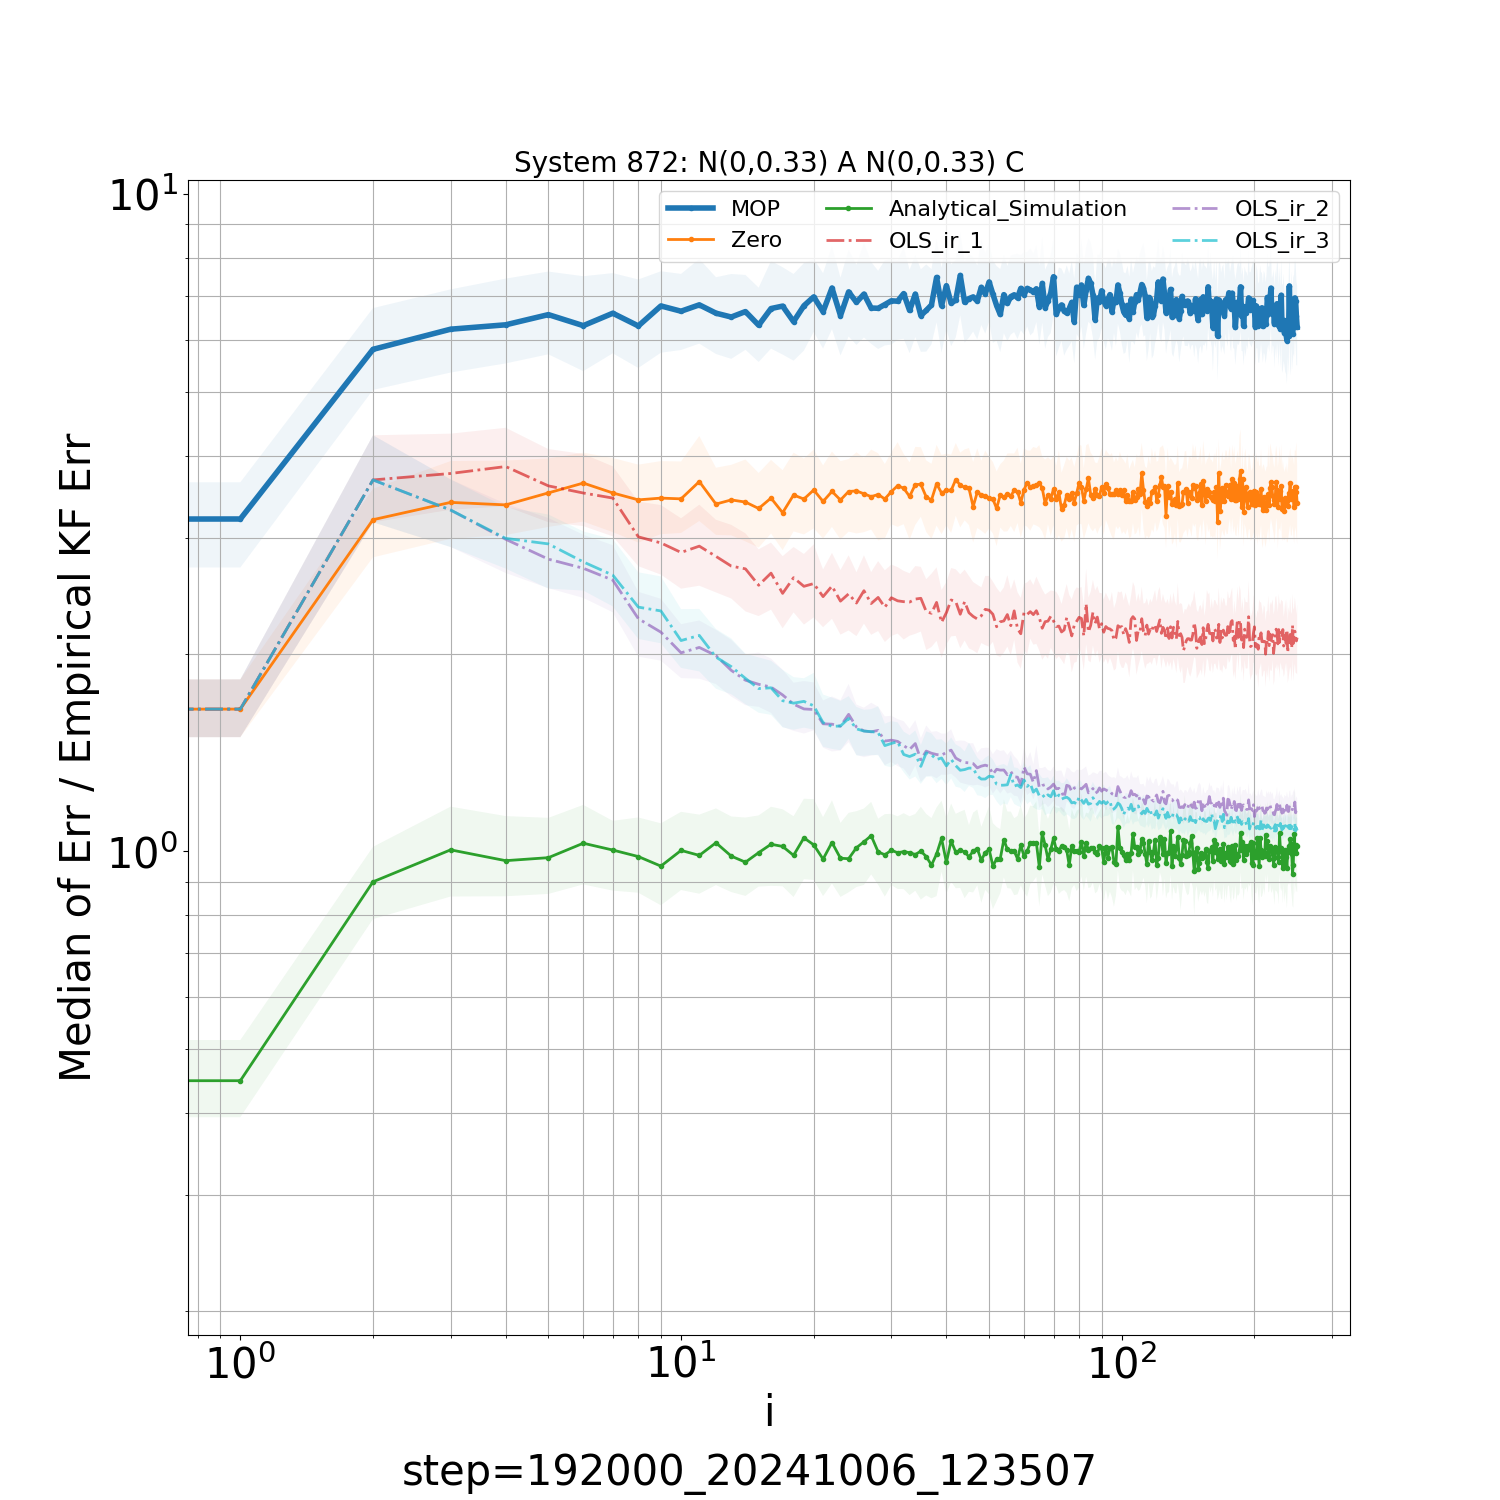 System 872: N(0,0.33) A N(0,0.33) C
MOP
Zero
Analytical_Simulation
OLS_ir_1
OLS_ir_2
OLS_ir_3
10¹
10⁰
Median of Err / Empirical KF Err
10⁰ 10¹ 10²
i
step=192000_20241006_123507